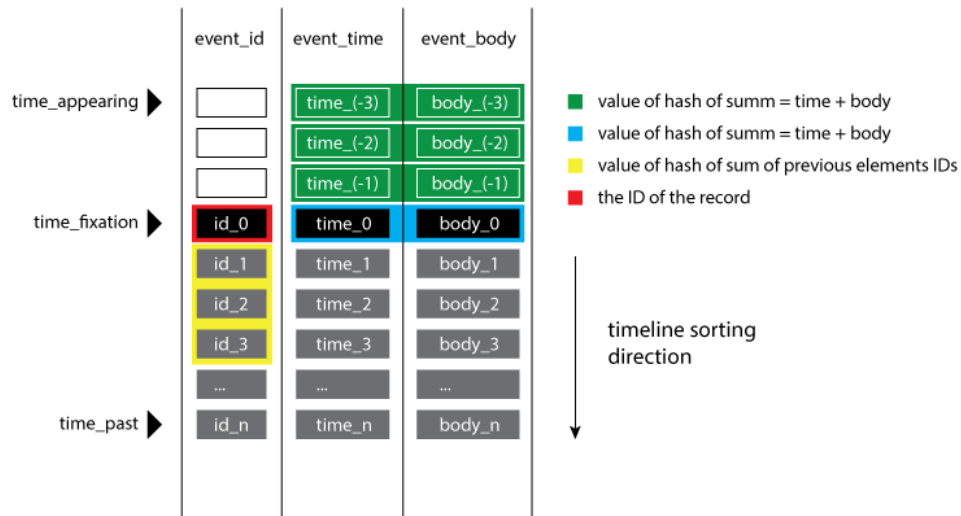 event_id event_time event_body
time_appearing time_(-3) body_(-3)
time_(-2) body_(-2)
time_(-1) body_(-1)
time_fixation id_0 time_0 body_0
id_1 time_1 body_1
id_2 time_2 body_2
id_3 time_3 body_3
... ... ...
time_past id_n time_n body_n
value of hash of summ = time + body
value of hash of summ = time + body
value of hash of sum of previous elements IDs
the ID of the record
timeline sorting
direction